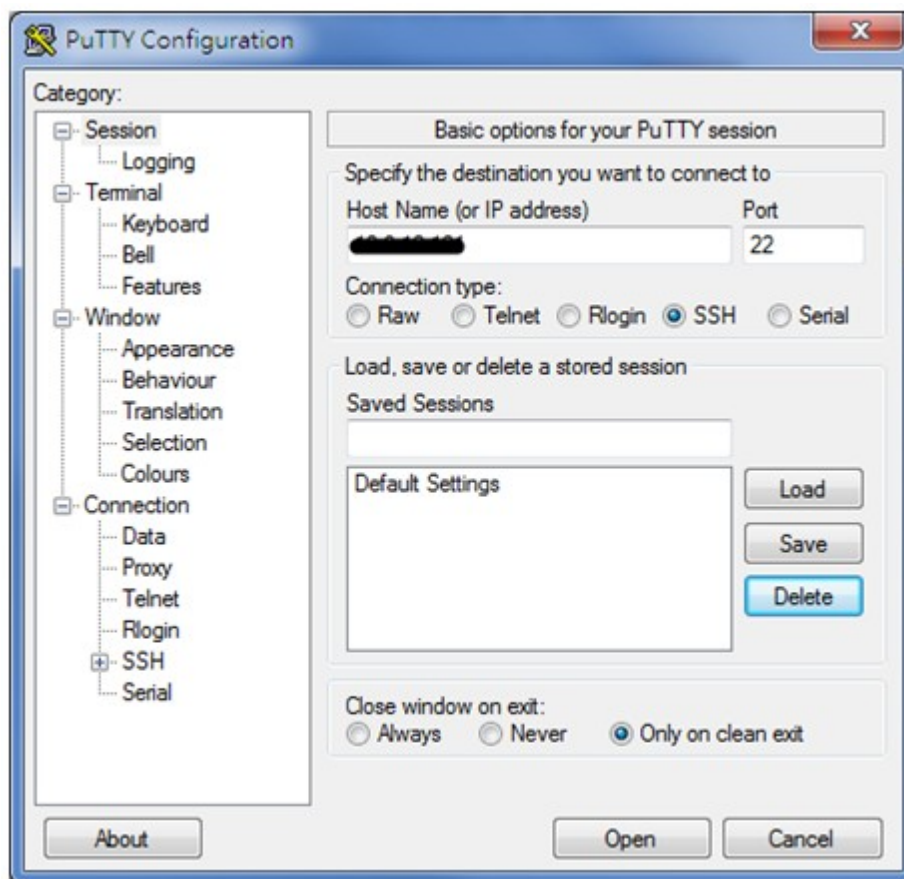 PuTTY Configuration
Category:
Session
Logging
Terminal
Keyboard
Bell
Features
Window
Appearance
Behaviour
Translation
Selection
Colours
Connection
Data
Proxy
Telnet
Rlogin
SSH
Serial
Basic options for your PuTTY session
Specify the destination you want to connect to
Host Name (or IP address) Port
22
Connection type:
Raw Telnet Rlogin SSH Serial
Load, save or delete a stored session
Saved Sessions
Default Settings
Load
Save
Delete
Close window on exit:
Always Never Only on clean exit
About Open Cancel